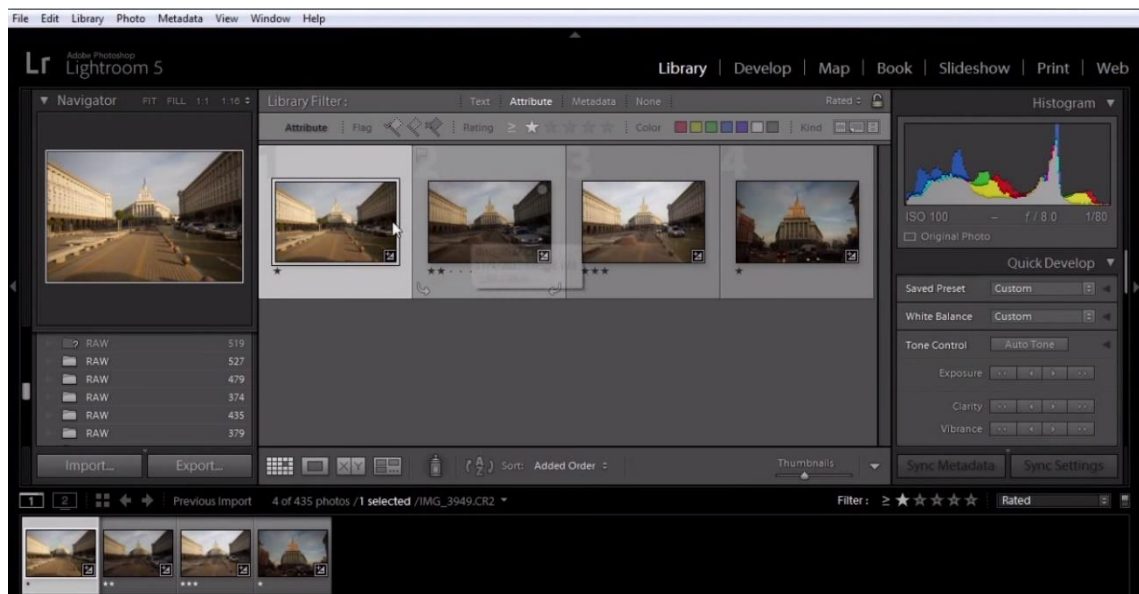 File Edit Library Photo Metadata View Window Help
Lr Adobe Photoshop
Lightroom 5
Library | Develop | Map | Book | Slideshow | Print | Web
Navigator FIT FILL 1:1 1:16
Library Filter: Text Attribute Metadata None Rated
Histogram
Attribute Flag Rating ≥ ★ ★ ★ ★ ★ Color Kind
1 2 3 4
ISO 100 – f / 8.0 1/80
Original Photo
Quick Develop
★ ★★··· ★★★ ★
Saved Preset Custom
White Balance Custom
Tone Control Auto Tone
Exposure
Clarity
Vibrance
RAW 519
RAW 527
RAW 479
RAW 374
RAW 435
RAW 379
Import... Export...
XY Sort: Added Order Thumbnails
Sync Metadata Sync Settings
1 2 Previous Import 4 of 435 photos / 1 selected / IMG_3949.CR2 Filter: ≥ ★ ★ ★ ★ ★ Rated
★ ★★ ★★★ ★